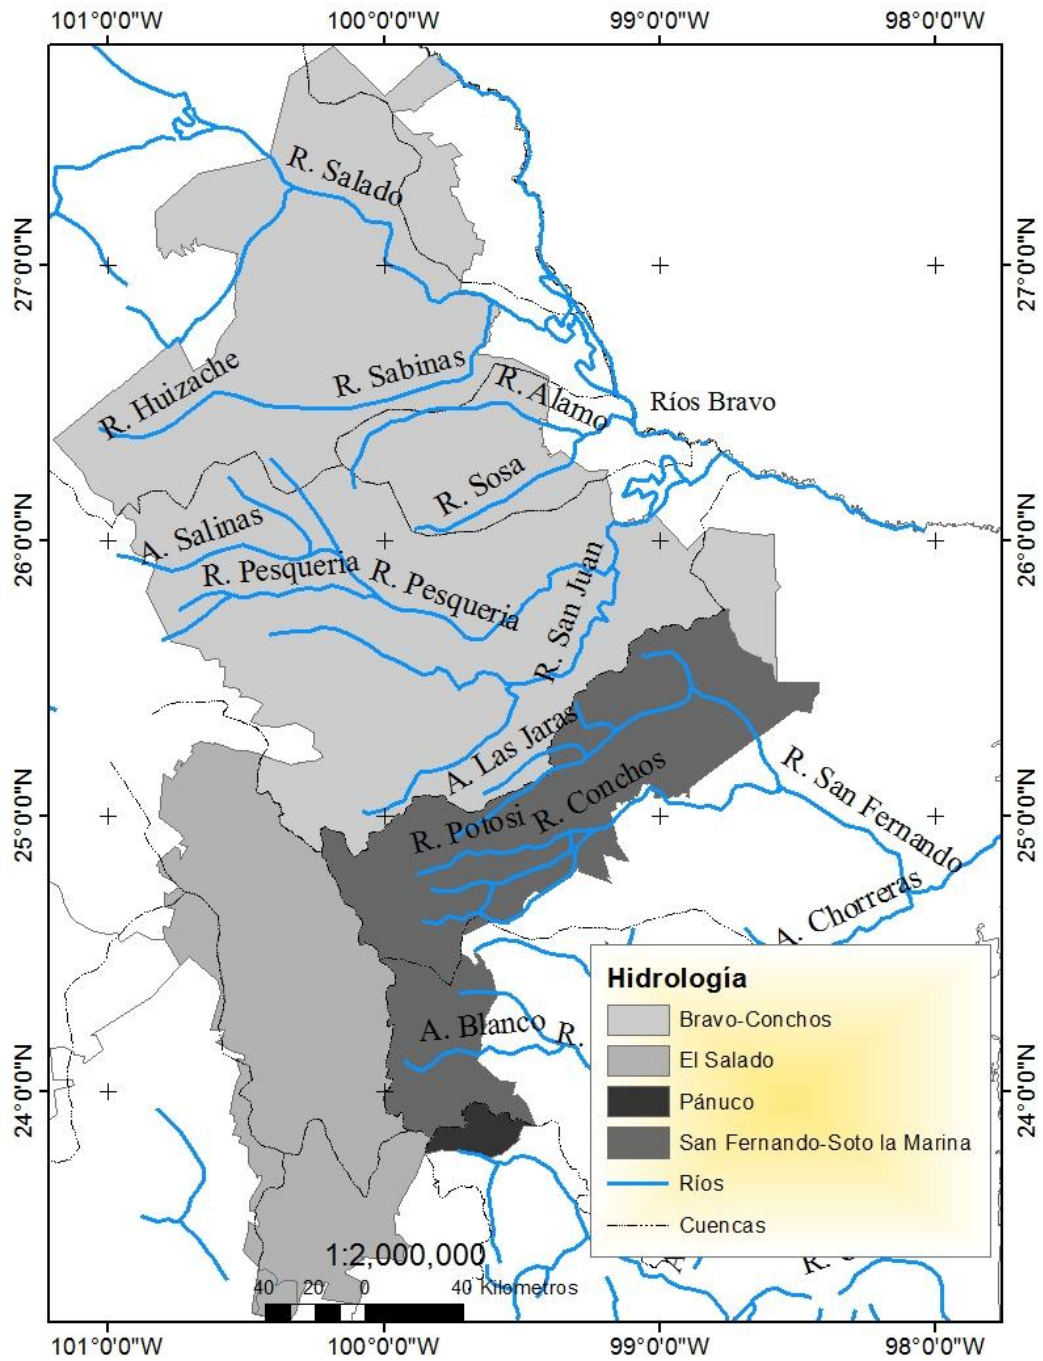 101°0'0"W 100°0'0"W 99°0'0"W 98°0'0"W
27°0'0"N
27°0'0"N
26°0'0"N
26°0'0"N
25°0'0"N
25°0'0"N
24°0'0"N
24°0'0"N
R. Salado
R. Huizache
R. Sabinas
R. Alamo
Ríos Bravo
R. Sosa
A. Salinas
R. Pesqueria
R. Pesqueria
R. San Juan
A. Las Jaras
R. Potosi
R. Conchos
R. San Fernando
A. Chorreras
A. Blanco
R.
Hidrología
Bravo-Conchos
El Salado
Pánuco
San Fernando-Soto la Marina
Ríos
Cuencas
1:2,000,000
40 20 0 40 Kilometros
R.
101°0'0"W 100°0'0"W 99°0'0"W 98°0'0"W